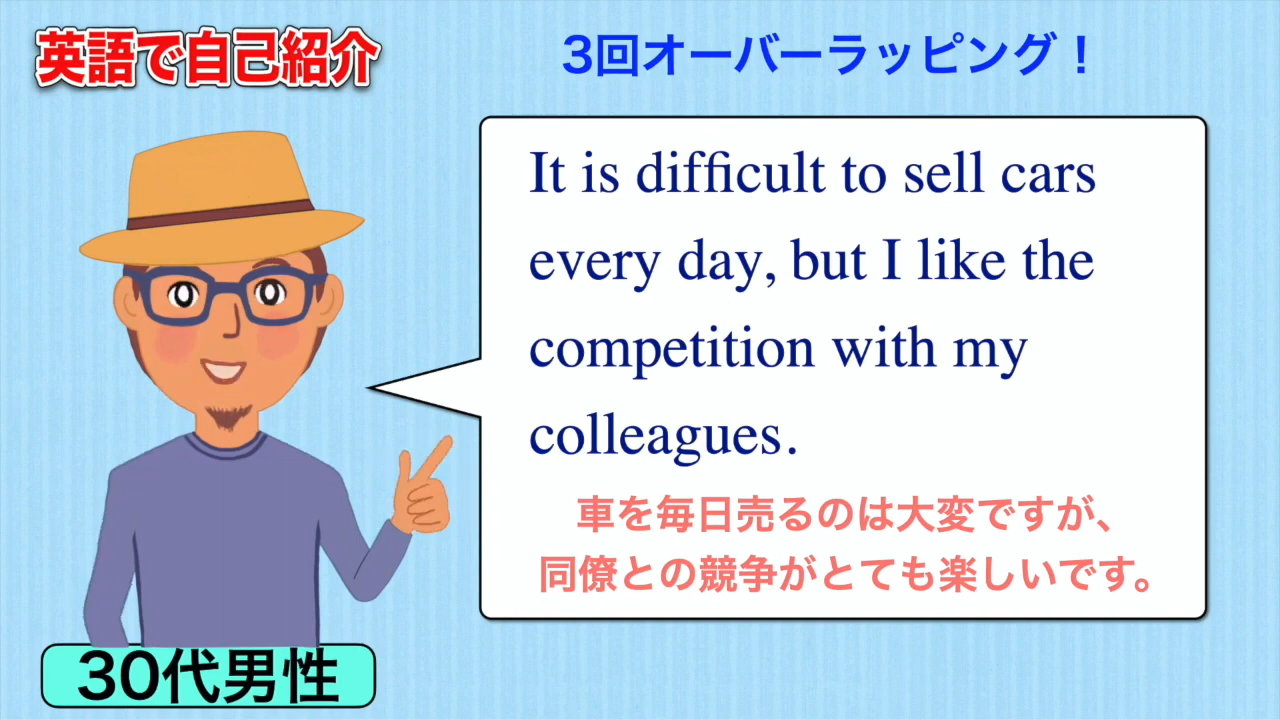 英語で自己紹介
3回オーバーラッピング！
It is difficult to sell cars
every day, but I like the
competition with my
colleagues.
車を毎日売るのは大変ですが、
同僚との競争がとても楽しいです。
30代男性